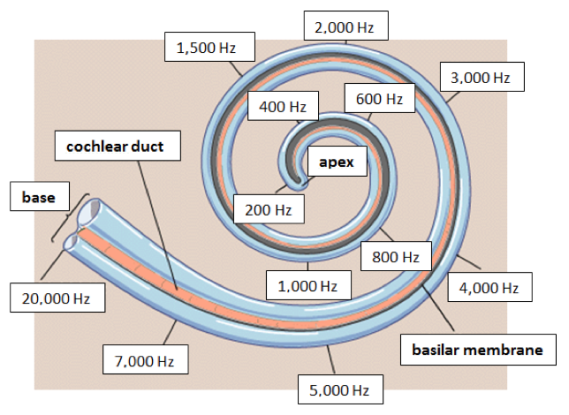 2,000 Hz
1,500 Hz
3,000 Hz
400 Hz
600 Hz
cochlear duct
apex
base
200 Hz
800 Hz
1,000 Hz
4,000 Hz
20,000 Hz
basilar membrane
7,000 Hz
5,000 Hz